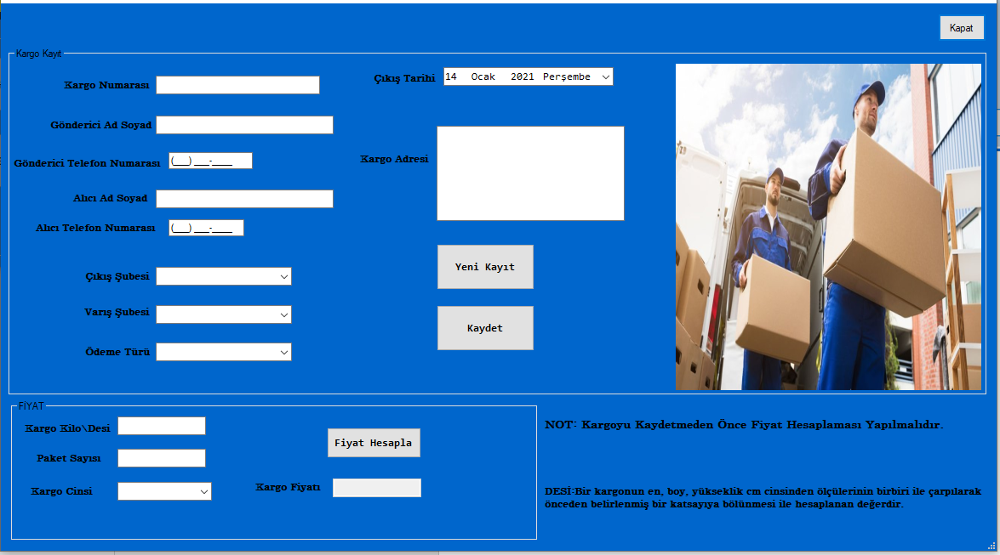 Kapat
Kargo Kayıt
Kargo Numarası
Çıkış Tarihi
14 Ocak 2021 Perşembe
Gönderici Ad Soyad
Gönderici Telefon Numarası
(___) ___-____
Kargo Adresi
Alıcı Ad Soyad
Alıcı Telefon Numarası
(___) ___-____
Çıkış Şubesi
Yeni Kayıt
Varış Şubesi
Kaydet
Ödeme Türü
FİYAT
Kargo Kilo\Desi
Fiyat Hesapla
Paket Sayısı
Kargo Cinsi
Kargo Fiyatı
NOT: Kargoyu Kaydetmeden Önce Fiyat Hesaplaması Yapılmalıdır.
DESİ:Bir kargonun en, boy, yükseklik cm cinsinden ölçülerinin birbiri ile çarpılarak
önceden belirlenmiş bir katsayıya bölünmesi ile hesaplanan değerdir.